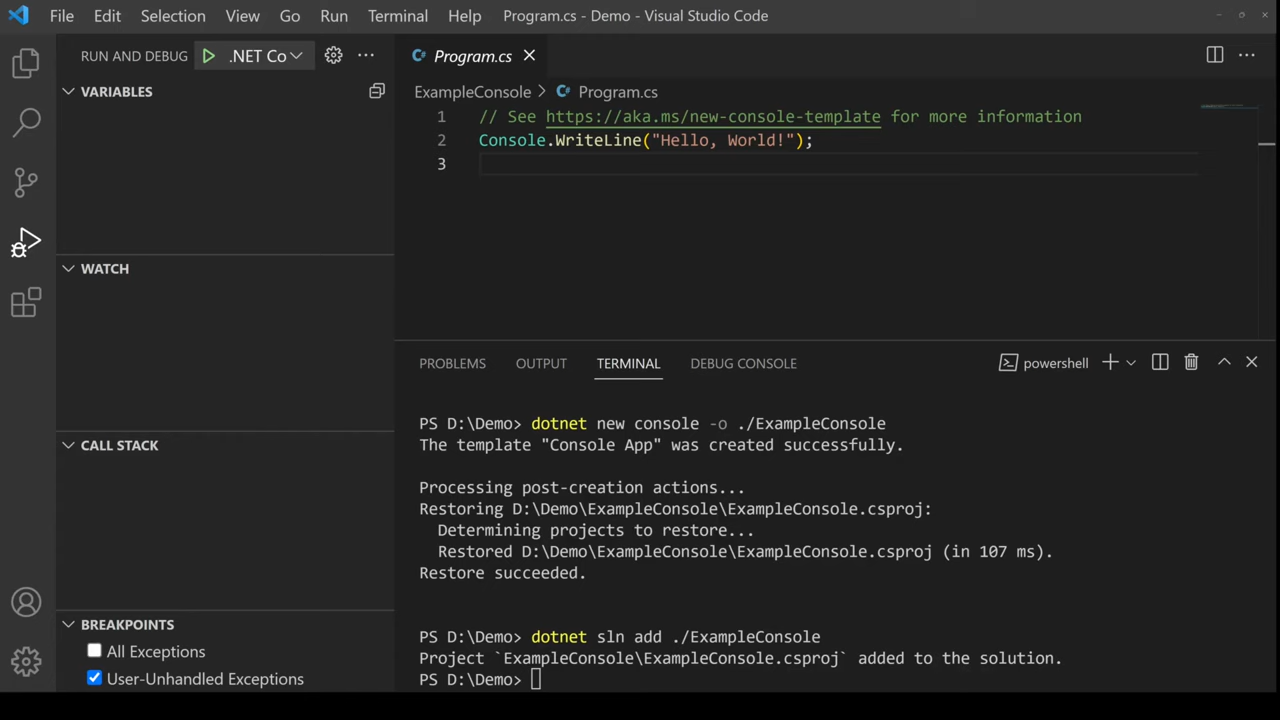 File Edit Selection View Go Run Terminal Help Program.cs - Demo - Visual Studio Code
RUN AND DEBUG .NET Co
VARIABLES
WATCH
CALL STACK
BREAKPOINTS
All Exceptions
User-Unhandled Exceptions
C# Program.cs
ExampleConsole > C# Program.cs
1 // See https://aka.ms/new-console-template for more information
2 Console.WriteLine("Hello, World!");
3
PROBLEMS OUTPUT TERMINAL DEBUG CONSOLE powershell
PS D:\Demo> dotnet new console -o ./ExampleConsole
The template "Console App" was created successfully.
Processing post-creation actions...
Restoring D:\Demo\ExampleConsole\ExampleConsole.csproj:
Determining projects to restore...
Restored D:\Demo\ExampleConsole\ExampleConsole.csproj (in 107 ms).
Restore succeeded.
PS D:\Demo> dotnet sln add ./ExampleConsole
Project `ExampleConsole\ExampleConsole.csproj` added to the solution.
PS D:\Demo>